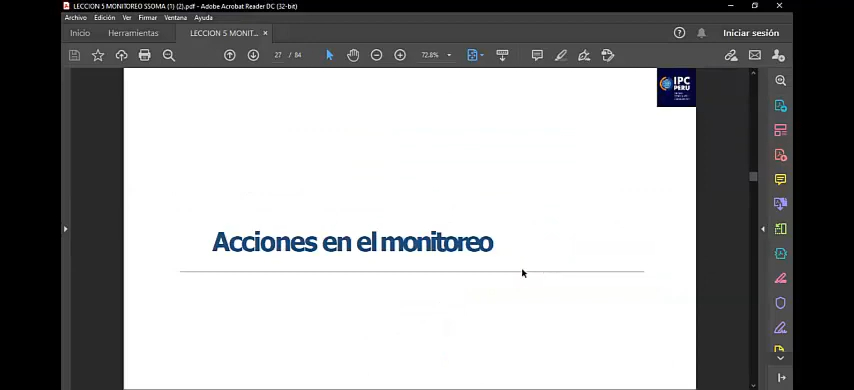 LECCION 5 MONITOREO SSOMA (1) (2).pdf - Adobe Acrobat Reader DC (32-bit)
Archivo Edición Ver Firmar Ventana Ayuda
Inicio Herramientas LECCION 5 MONIT... × Iniciar sesión
27 / 84 72.8%
IPC
PERU
Acciones en el monitoreo